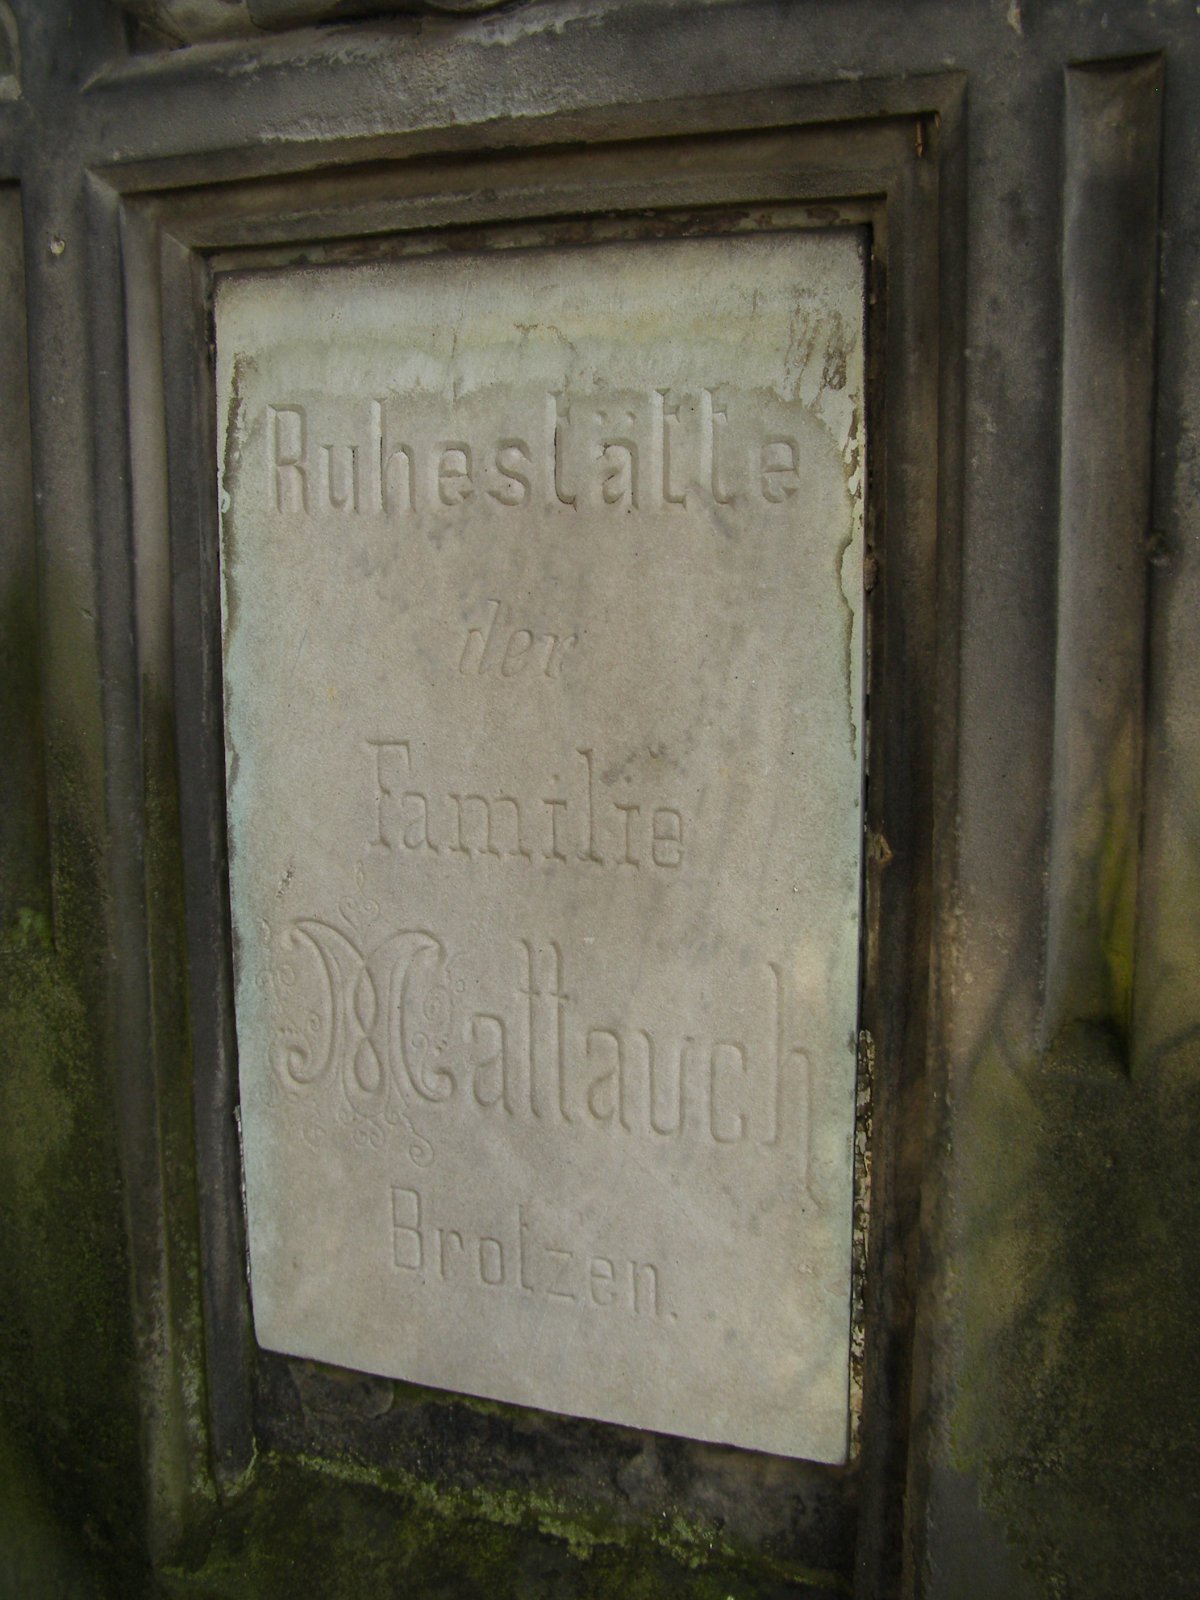 Ruhestätte
der
Familie
Mattauch
Brotzen.